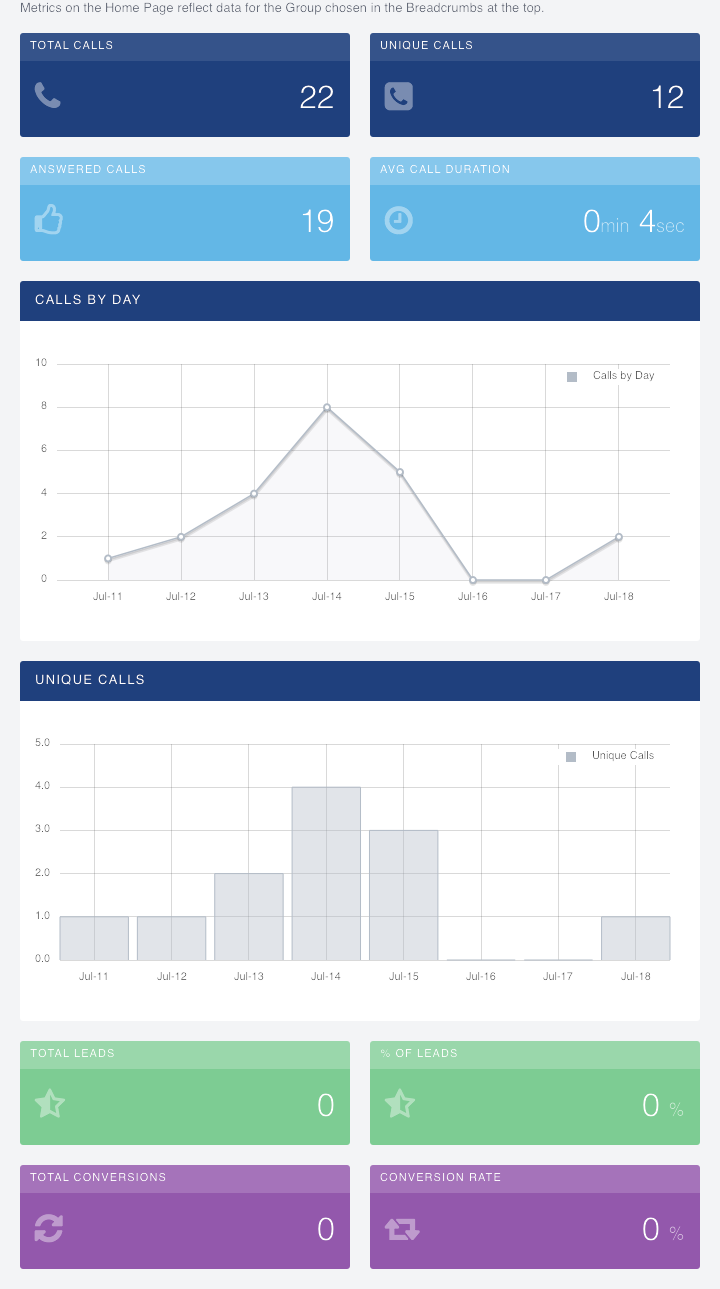 Metrics on the Home Page reflect data for the Group chosen in the Breadcrumbs at the top.
TOTAL CALLS
22
UNIQUE CALLS
12
ANSWERED CALLS
19
AVG CALL DURATION
0min 4sec
CALLS BY DAY
10
8
6
4
2
0
Calls by Day
Jul-11 Jul-12 Jul-13 Jul-14 Jul-15 Jul-16 Jul-17 Jul-18
UNIQUE CALLS
5.0
4.0
3.0
2.0
1.0
0.0
Unique Calls
Jul-11 Jul-12 Jul-13 Jul-14 Jul-15 Jul-16 Jul-17 Jul-18
TOTAL LEADS
0
% OF LEADS
0 %
TOTAL CONVERSIONS
0
CONVERSION RATE
0 %